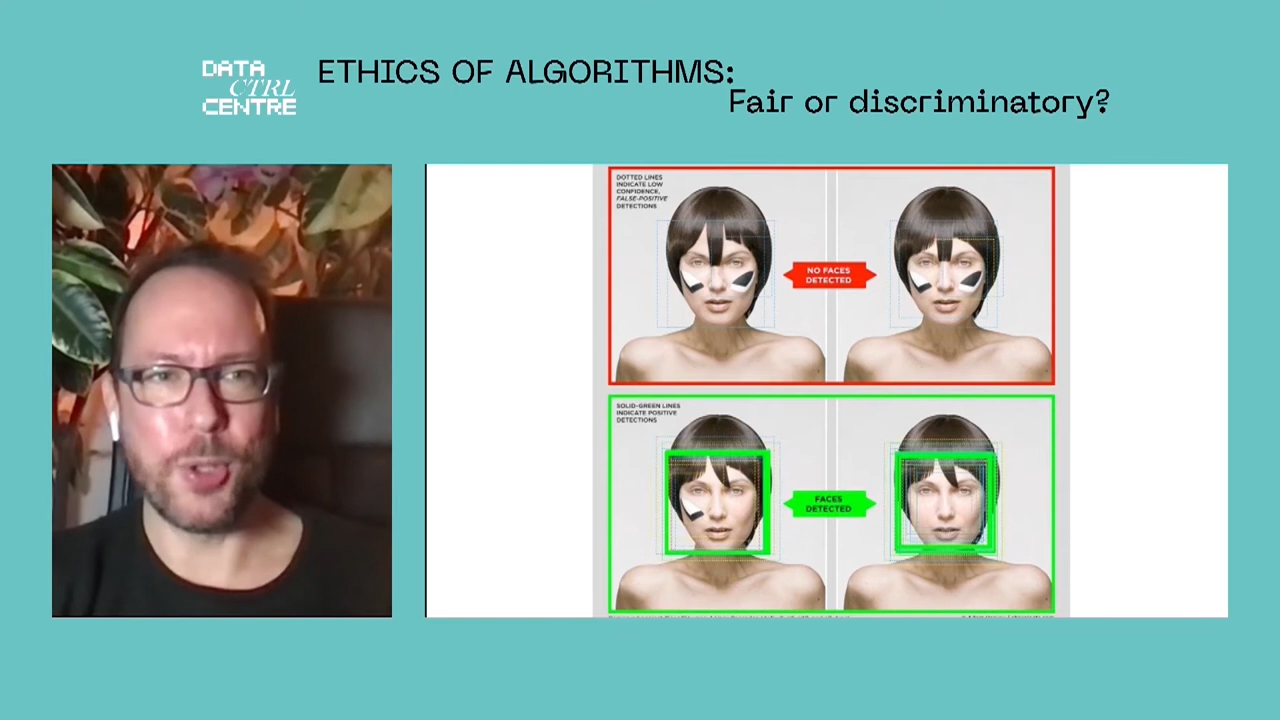 DATA
CTRL
CENTRE
ETHICS OF ALGORITHMS:
Fair or discriminatory?
DOTTED LINES
INDICATE LOW
CONFIDENCE,
FALSE-POSITIVE
DETECTIONS
NO FACES
DETECTED
SOLID-GREEN LINES
INDICATE POSITIVE
DETECTIONS
FACES
DETECTED